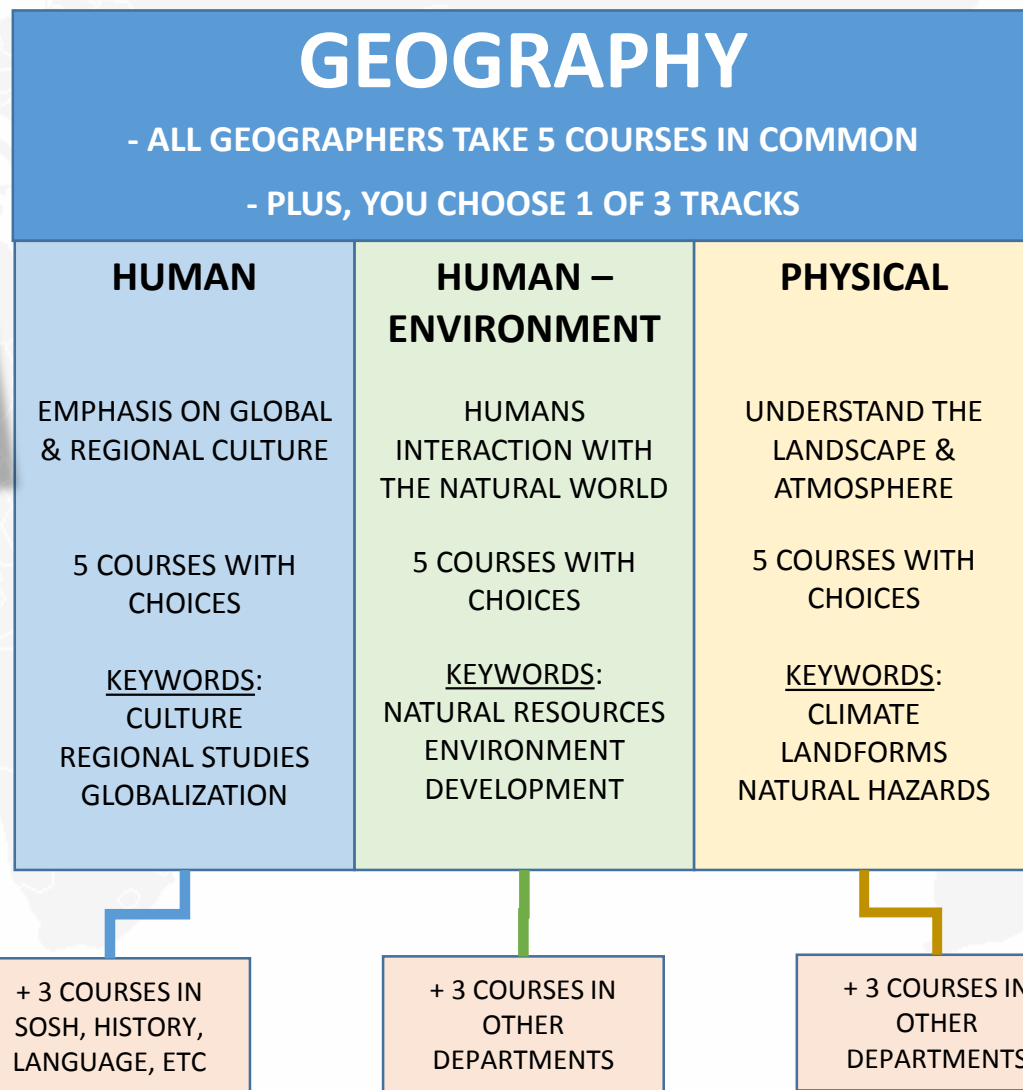 GEOGRAPHY
- ALL GEOGRAPHERS TAKE 5 COURSES IN COMMON
- PLUS, YOU CHOOSE 1 OF 3 TRACKS
HUMAN
EMPHASIS ON GLOBAL
& REGIONAL CULTURE
5 COURSES WITH
CHOICES
KEYWORDS:
CULTURE
REGIONAL STUDIES
GLOBALIZATION
HUMAN –
ENVIRONMENT
HUMANS
INTERACTION WITH
THE NATURAL WORLD
5 COURSES WITH
CHOICES
KEYWORDS:
NATURAL RESOURCES
ENVIRONMENT
DEVELOPMENT
PHYSICAL
UNDERSTAND THE
LANDSCAPE &
ATMOSPHERE
5 COURSES WITH
CHOICES
KEYWORDS:
CLIMATE
LANDFORMS
NATURAL HAZARDS
+ 3 COURSES IN
SOSH, HISTORY,
LANGUAGE, ETC
+ 3 COURSES IN
OTHER
DEPARTMENTS
+ 3 COURSES IN
OTHER
DEPARTMENTS